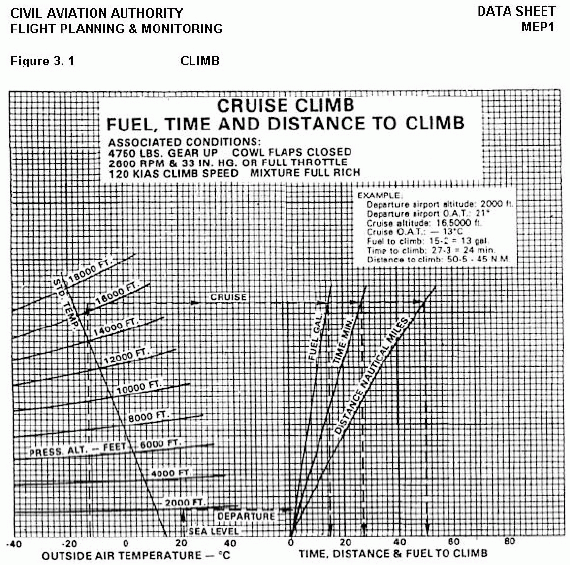 CIVIL AVIATION AUTHORITY
DATA SHEET
FLIGHT PLANNING & MONITORING
MEP1
Figure 3. 1
CLIMB
CRUISE CLIMB
FUEL, TIME AND DISTANCE TO CLIMB
ASSOCIATED CONDITIONS:
4750 LBS. GEAR UP COWL FLAPS CLOSED
2600 RPM & 33 IN. HG. OR FULL THROTTLE
120 KIAS CLIMB SPEED MIXTURE FULL RICH
EXAMPLE:
Departure airport altitude: 2000 ft.
Departure airport O.A.T.: 21°
Cruise altitude: 16.5000 ft.
Cruise O.A.T.: — 13°C
Fuel to climb: 15-2 = 13 gal.
Time to climb: 27-3 = 24 min.
Distance to climb: 50-5 - 45 N.M.
18000 FT.
STD TEMP.
16000 FT.
CRUISE
14000 FT.
FUEL GAL.
TIME MIN.
DISTANCE NAUTICAL MILES
12000 FT.
10000 FT.
8000 FT.
PRESS. ALT. — FEET
6000 FT.
4000 FT.
2000 FT.
DEPARTURE
SEA LEVEL
-40 -20 0 20 40 0 20 40 60 80
OUTSIDE AIR TEMPERATURE — °C
TIME, DISTANCE & FUEL TO CLIMB